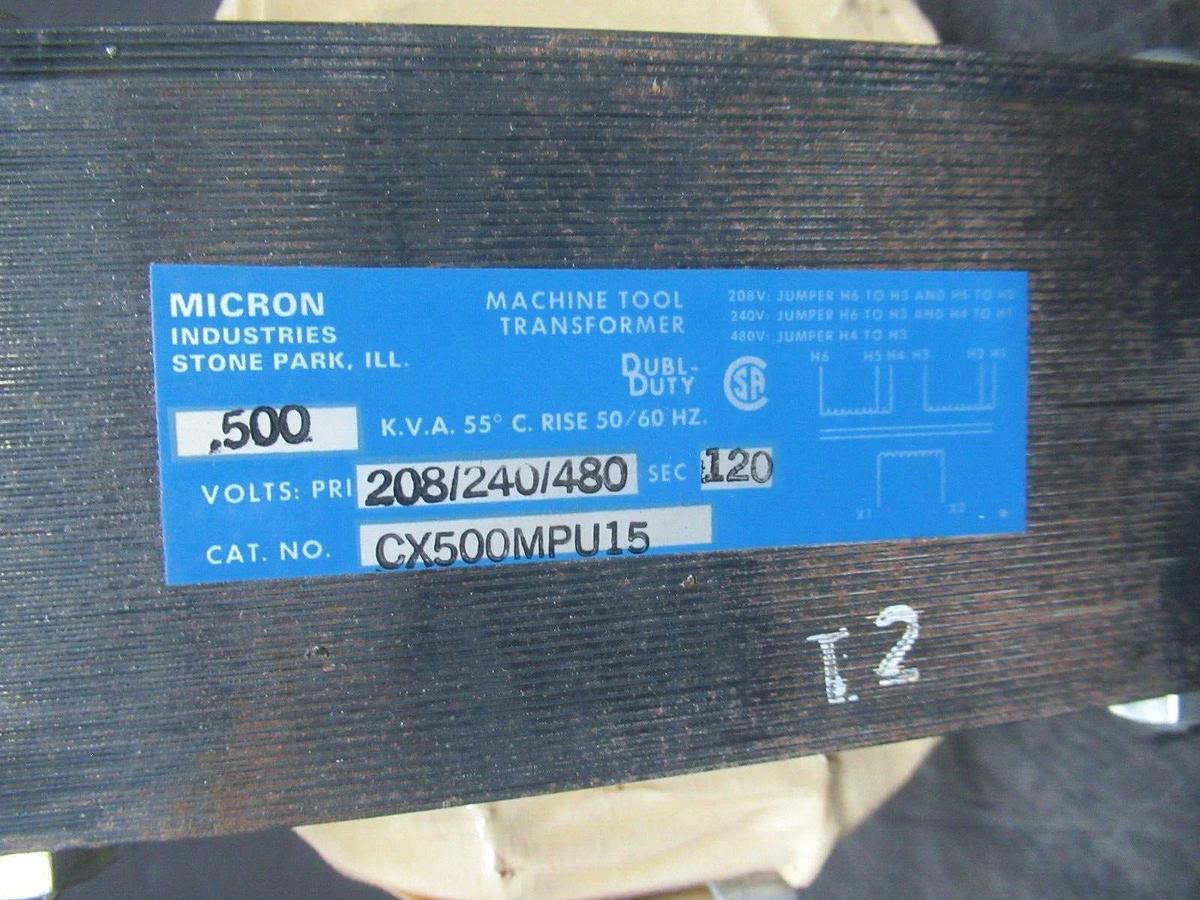 MICRON
INDUSTRIES
STONE PARK, ILL.
MACHINE TOOL
TRANSFORMER
DUBL-
DUTY
208V: JUMPER H6 TO H3 AND H5 TO H2
240V: JUMPER H6 TO H3 AND H4 TO H1
480V: JUMPER H4 TO H3
H6 H5 H4 H3 H2 H1
.500 K.V.A. 55° C. RISE 50/60 HZ.
VOLTS: PRI 208/240/480 SEC 120
X1 X2
CAT. NO. CX500MPU15